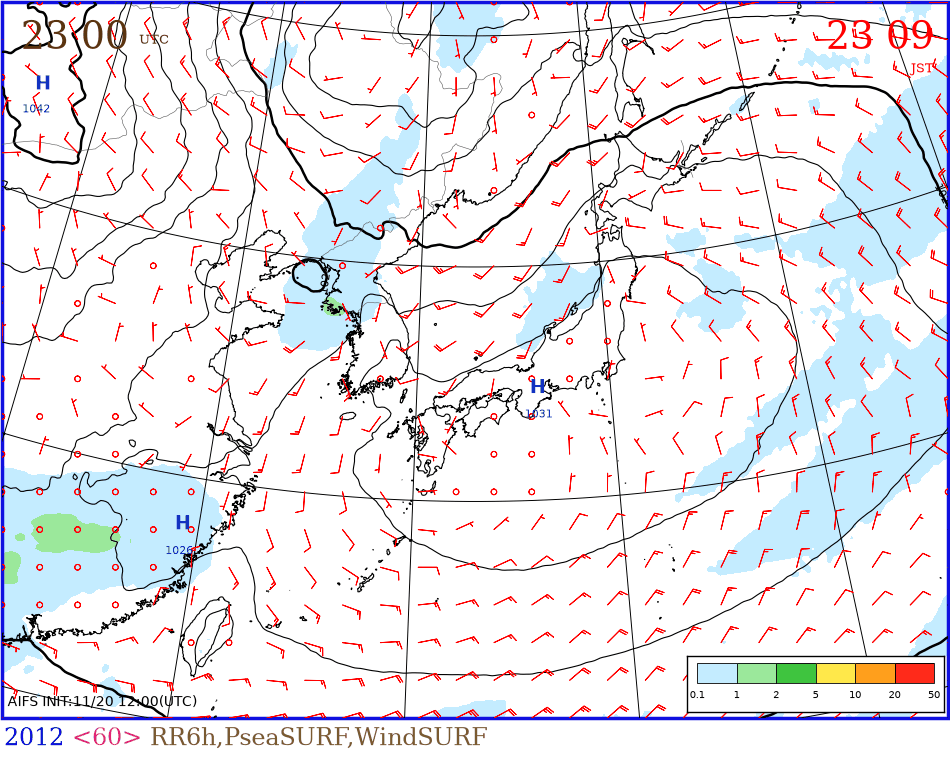 23 00 UTC
23 09 JST
H
1042
H
1031
H
1026
0.1 1 2 5 10 20 50
AIFS INIT:11/20 12:00(UTC)
2012 <60> RR6h,PseaSURF,WindSURF